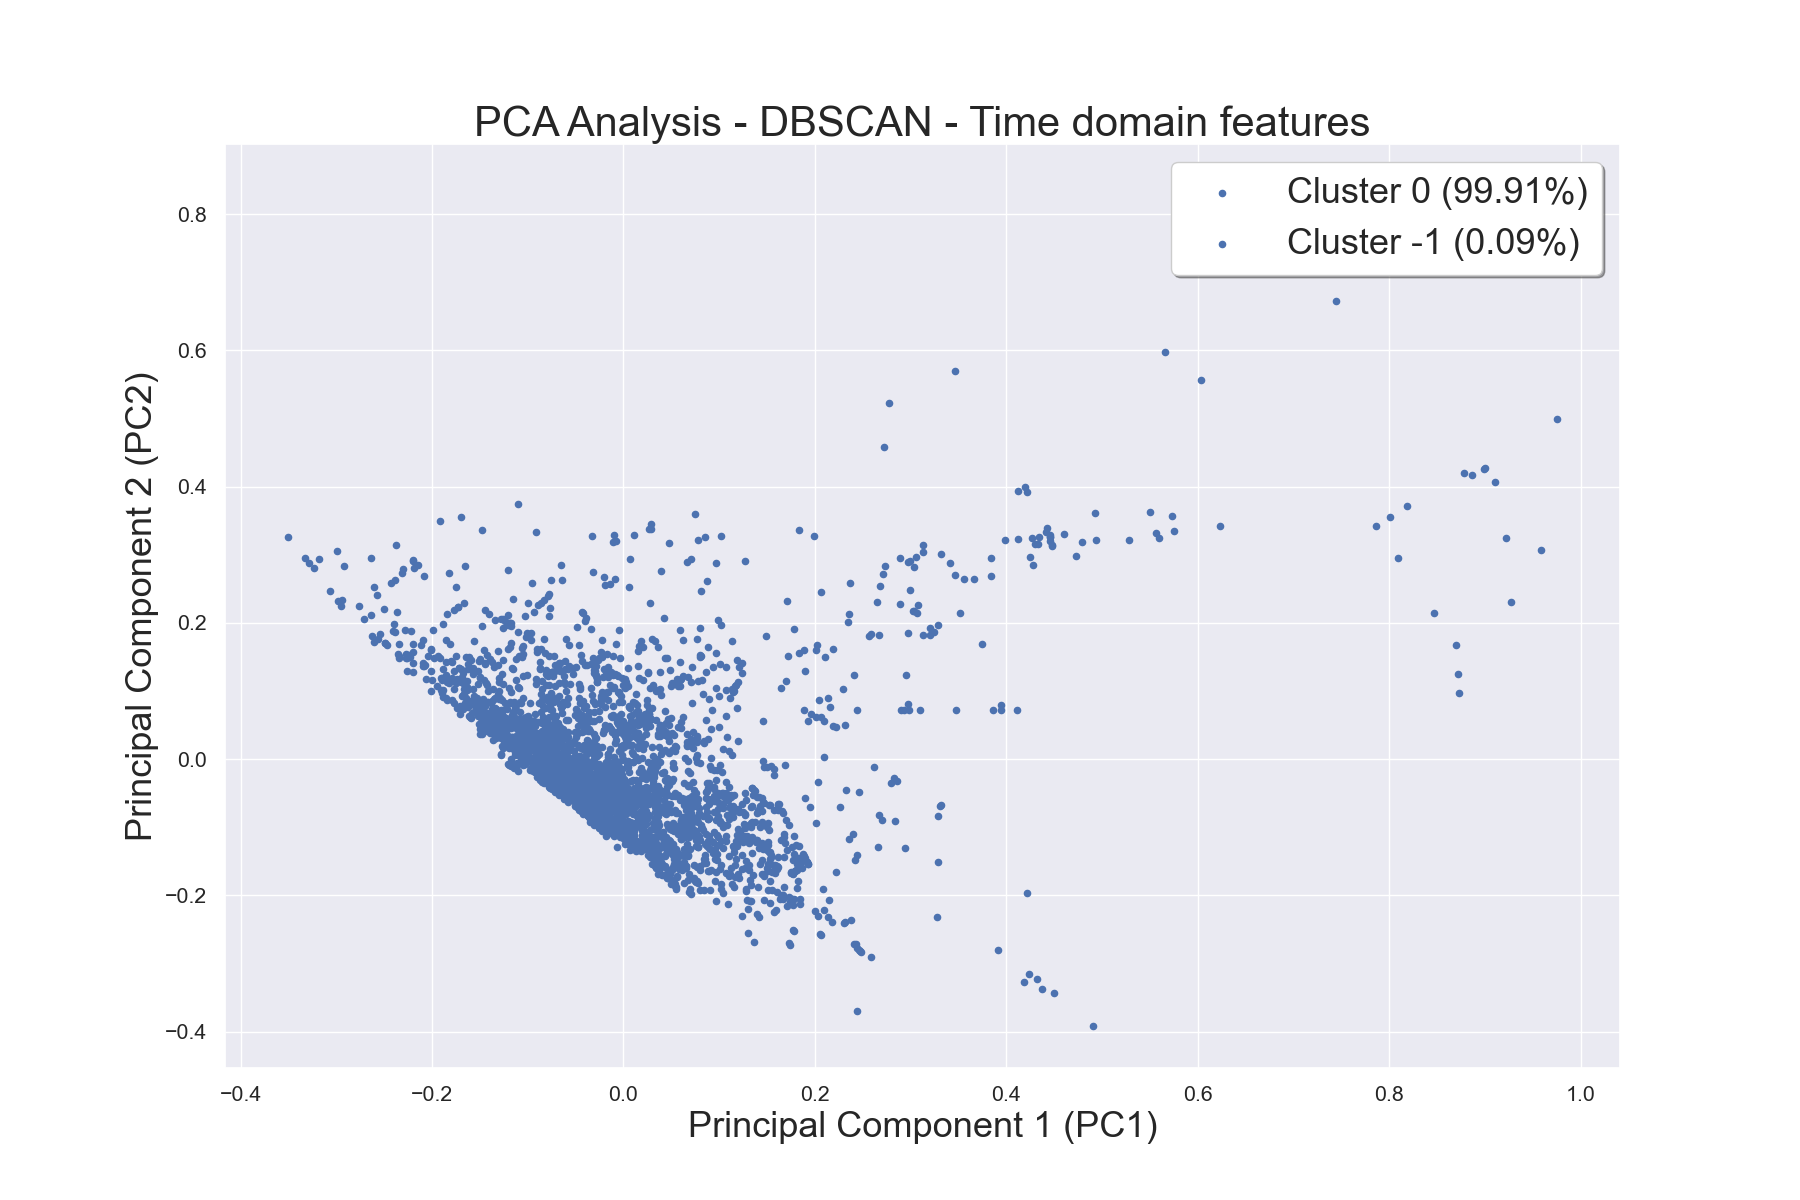 PCA Analysis - DBSCAN - Time domain features
Cluster 0 (99.91%)
Cluster -1 (0.09%)
Principal Component 2 (PC2)
0.8
0.6
0.4
0.2
0.0
−0.2
−0.4
−0.4 −0.2 0.0 0.2 0.4 0.6 0.8 1.0
Principal Component 1 (PC1)